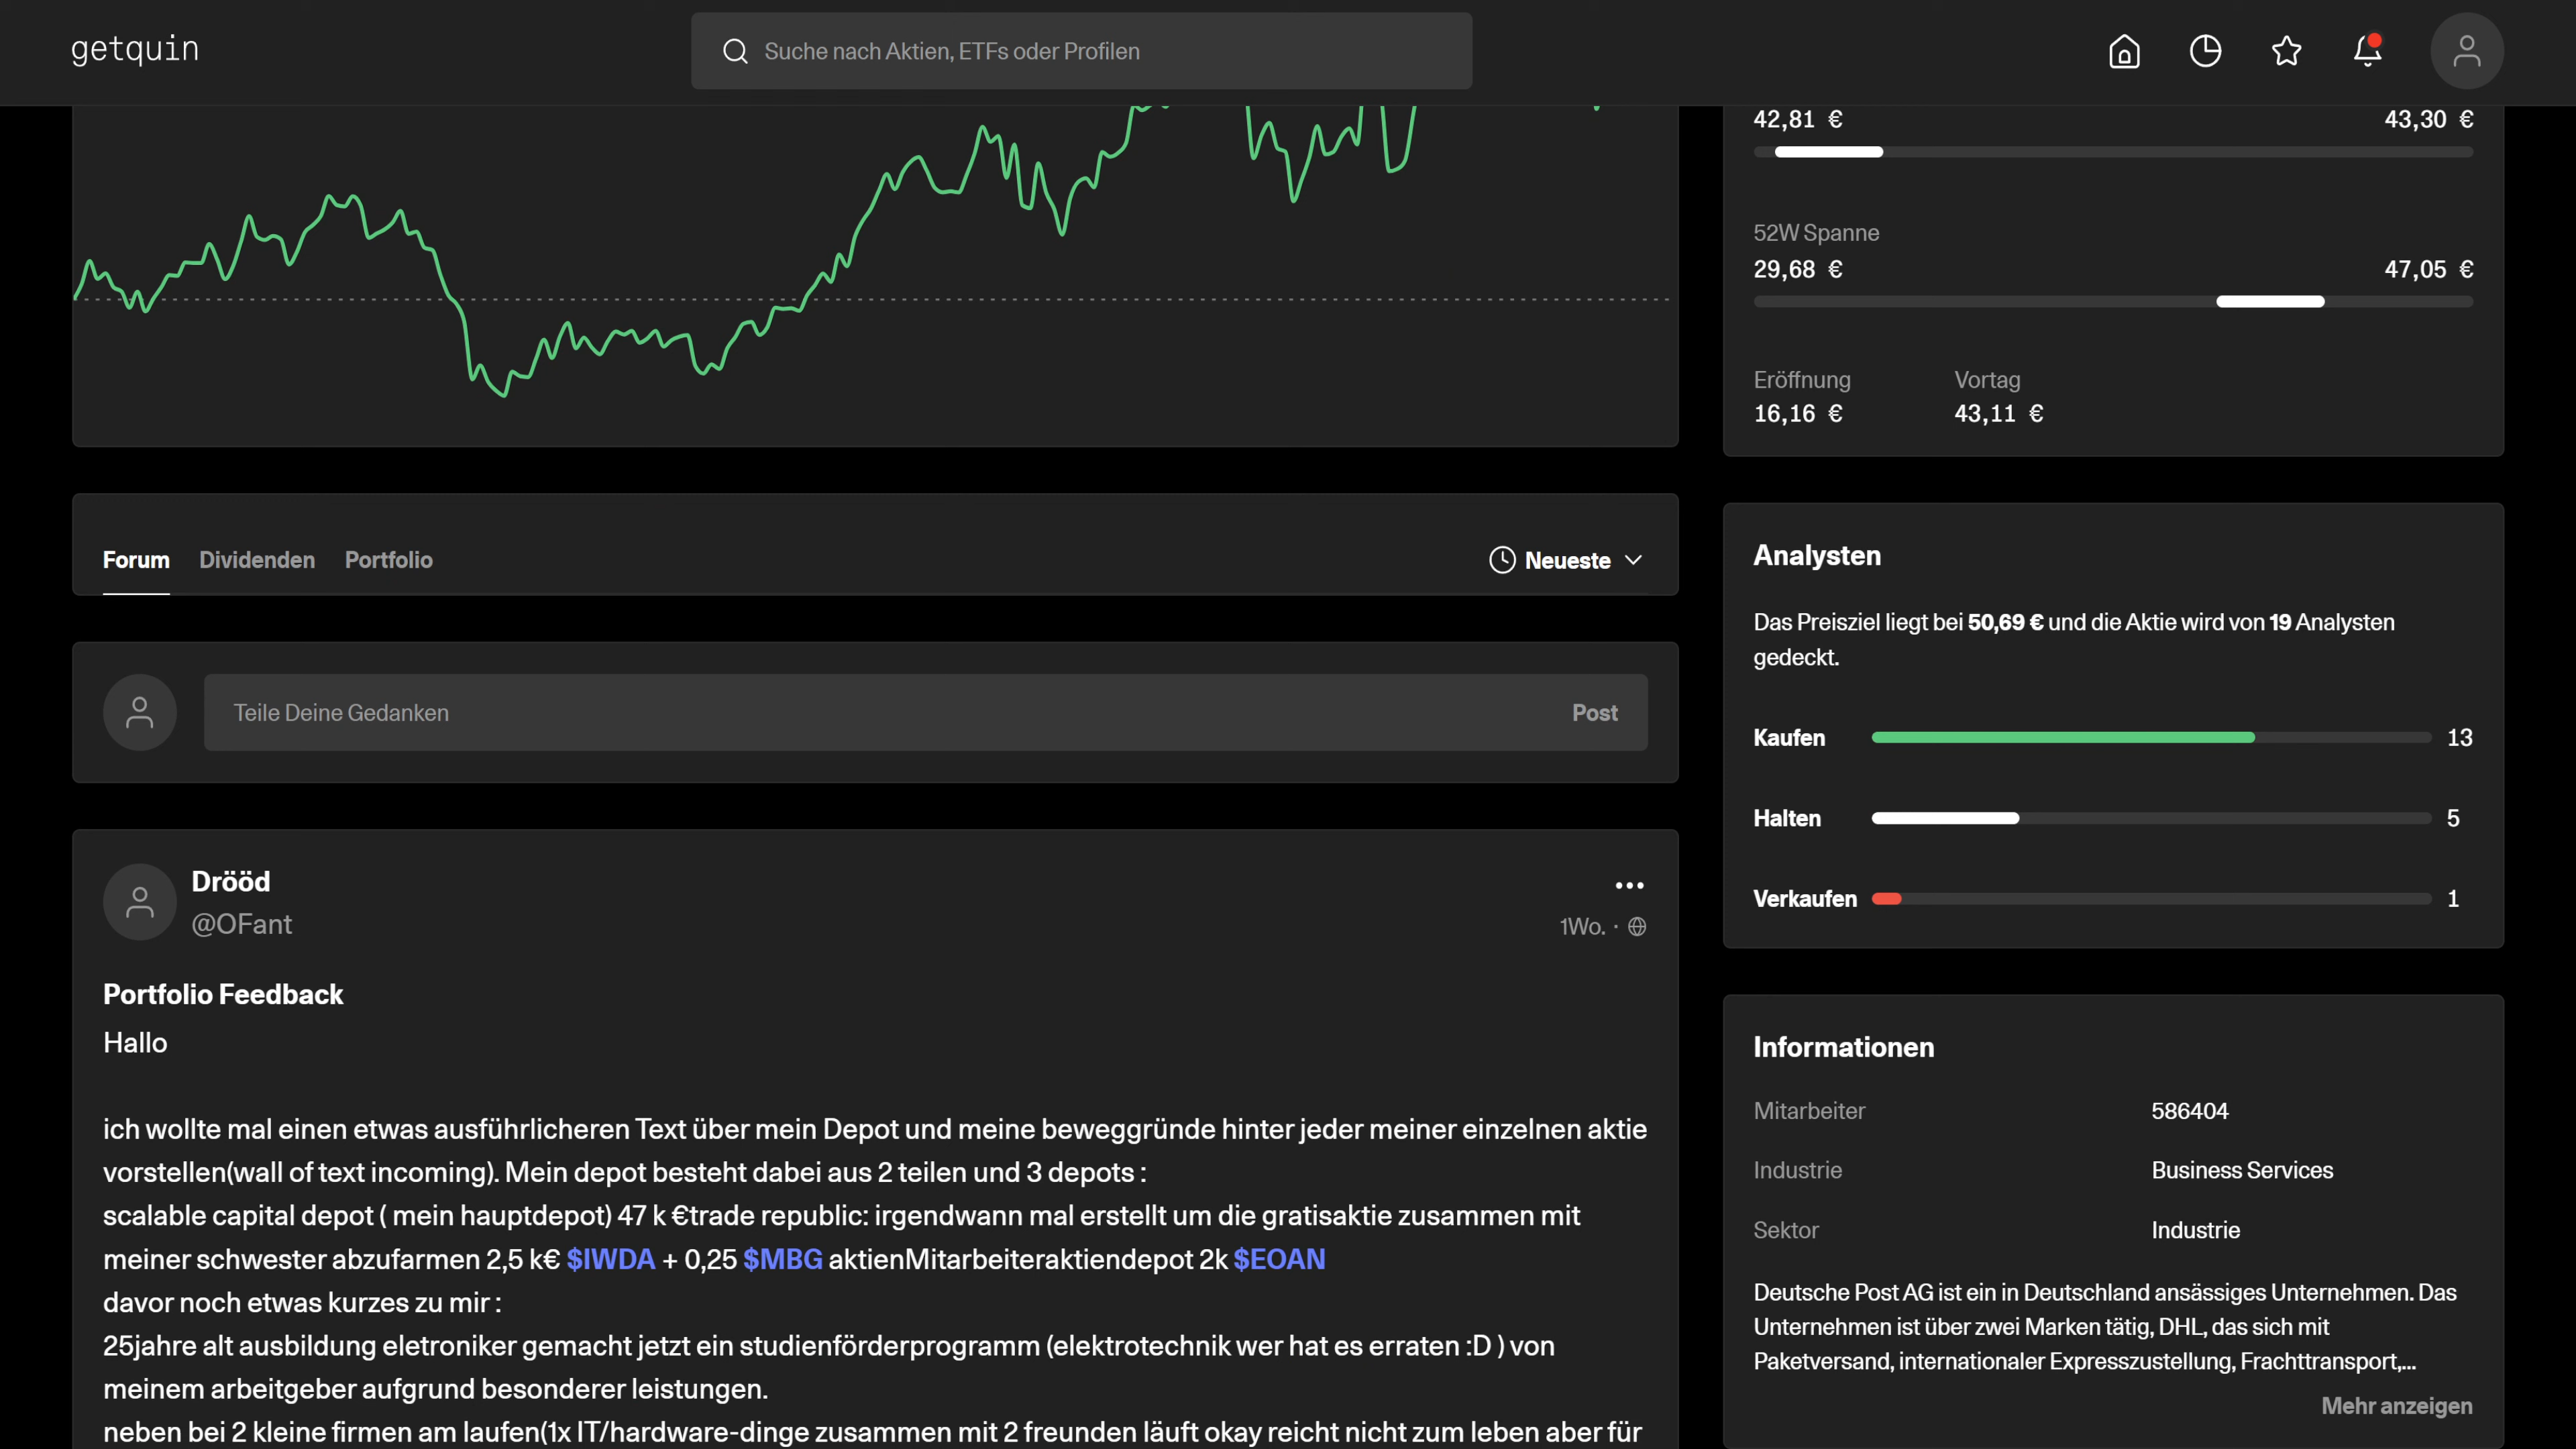 getquin
Suche nach Aktien, ETFs oder Profilen
42,81 €
43,30 €
52W Spanne
29,68 €
47,05 €
Eröffnung
Vortag
16,16 €
43,11 €
Forum
Dividenden
Portfolio
Neueste
Teile Deine Gedanken
Post
Drööd
@OFant
1Wo. ·
Portfolio Feedback
Hallo
ich wollte mal einen etwas ausführlicheren Text über mein Depot und meine beweggründe hinter jeder meiner einzelnen aktie
vorstellen(wall of text incoming). Mein depot besteht dabei aus 2 teilen und 3 depots :
scalable capital depot ( mein hauptdepot) 47 k €trade republic: irgendwann mal erstellt um die gratisaktie zusammen mit
meiner schwester abzufarmen 2,5 k€ $IWDA + 0,25 $MBG aktienMitarbeiteraktiendepot 2k $EOAN
davor noch etwas kurzes zu mir :
25jahre alt ausbildung eletroniker gemacht jetzt ein studienförderprogramm (elektrotechnik wer hat es erraten :D ) von
meinem arbeitgeber aufgrund besonderer leistungen.
neben bei 2 kleine firmen am laufen(1x IT/hardware-dinge zusammen mit 2 freunden läuft okay reicht nicht zum leben aber für
Analysten
Das Preisziel liegt bei 50,69 € und die Aktie wird von 19 Analysten
gedeckt.
Kaufen
13
Halten
5
Verkaufen
1
Informationen
Mitarbeiter
586404
Industrie
Business Services
Sektor
Industrie
Deutsche Post AG ist ein in Deutschland ansässiges Unternehmen. Das
Unternehmen ist über zwei Marken tätig, DHL, das sich mit
Paketversand, internationaler Expresszustellung, Frachttransport,...
Mehr anzeigen